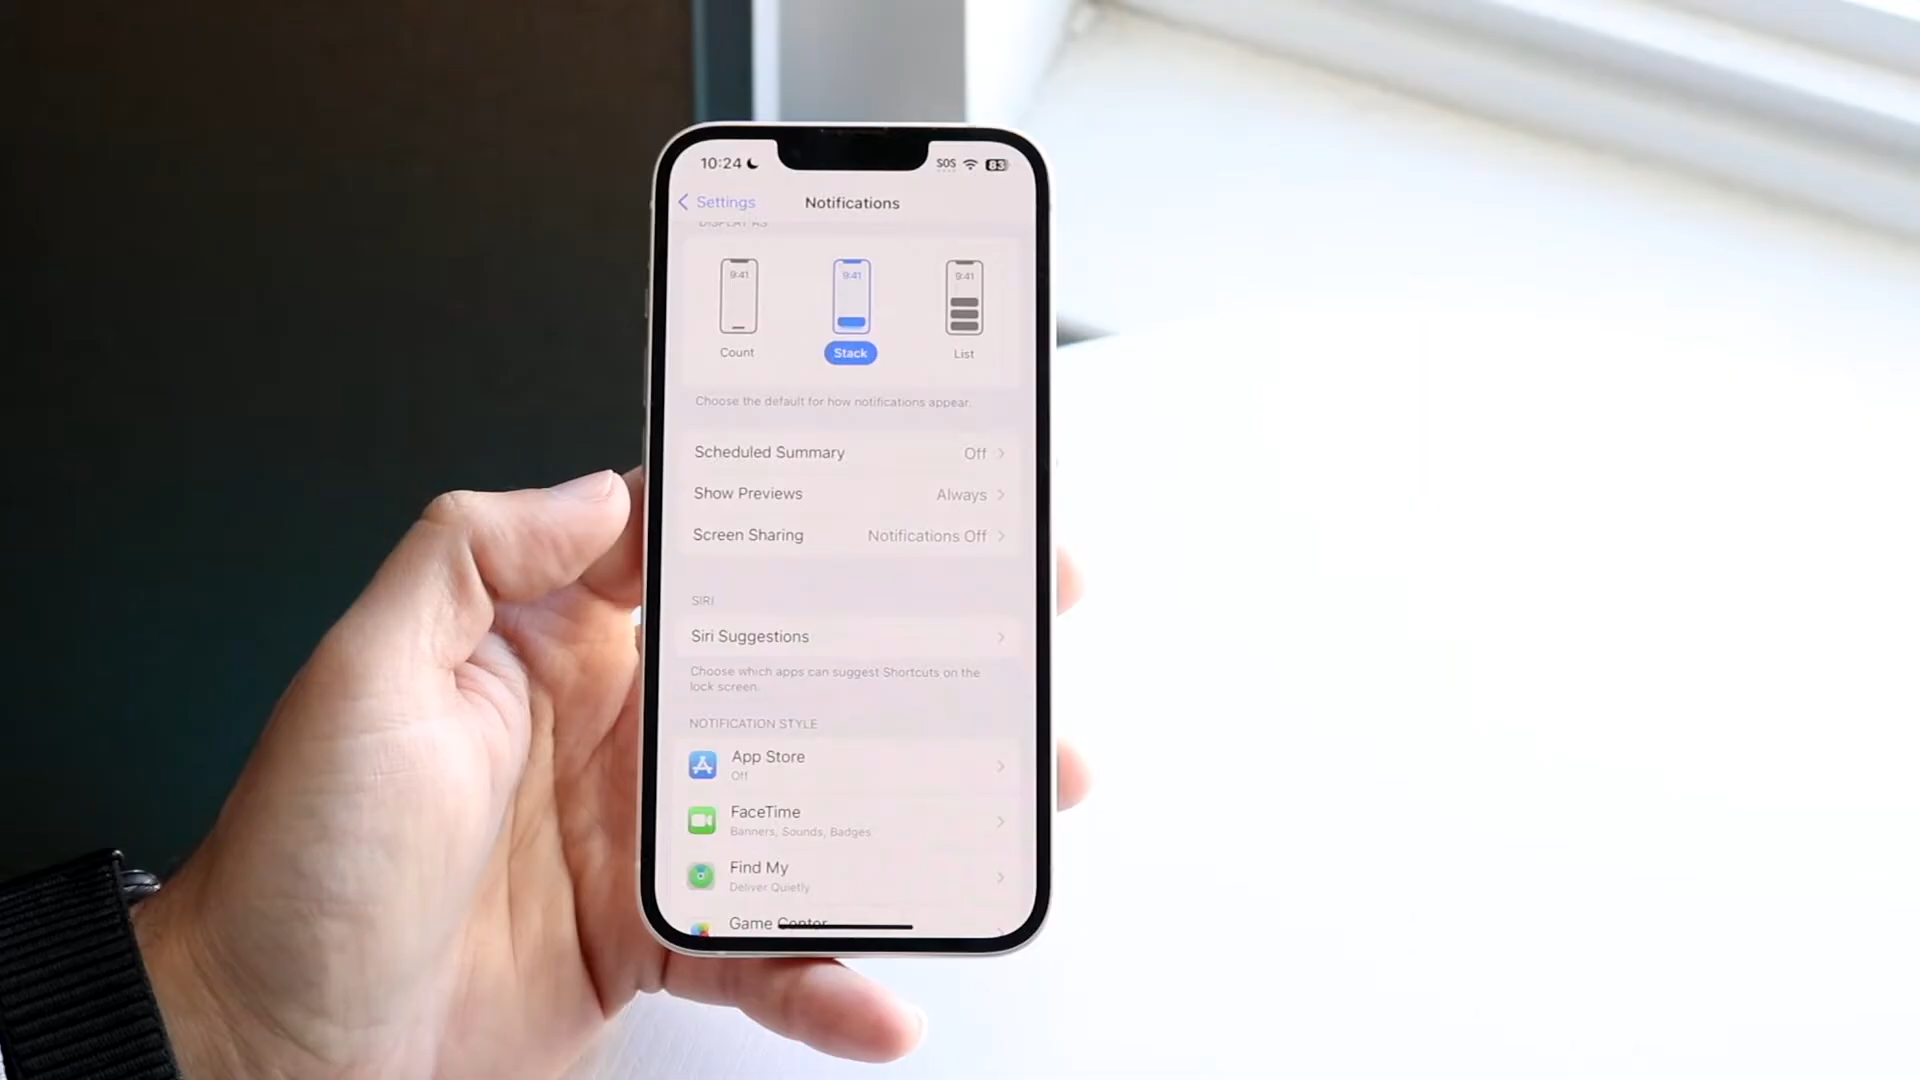 10:24 SOS 83
Settings Notifications
DISPLAY AS
9:41 9:41 9:41
Count Stack List
Choose the default for how notifications appear.
Scheduled Summary Off
Show Previews Always
Screen Sharing Notifications Off
SIRI
Siri Suggestions
Choose which apps can suggest Shortcuts on the
lock screen.
NOTIFICATION STYLE
App Store
Off
FaceTime
Banners, Sounds, Badges
Find My
Deliver Quietly
Game Center